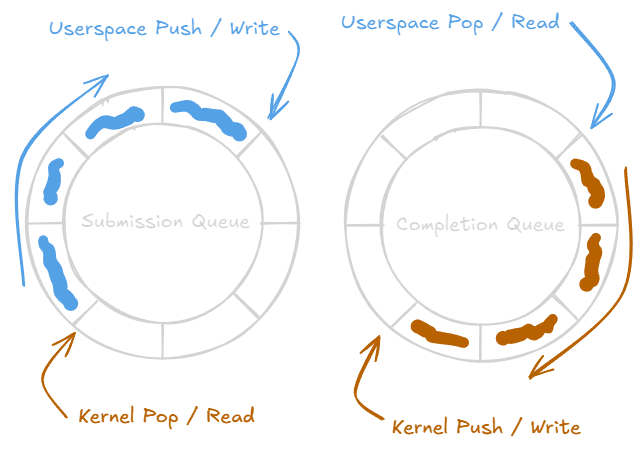 Userspace Push / Write
Userspace Pop / Read
Submission Queue
Completion Queue
Kernel Pop / Read
Kernel Push / Write